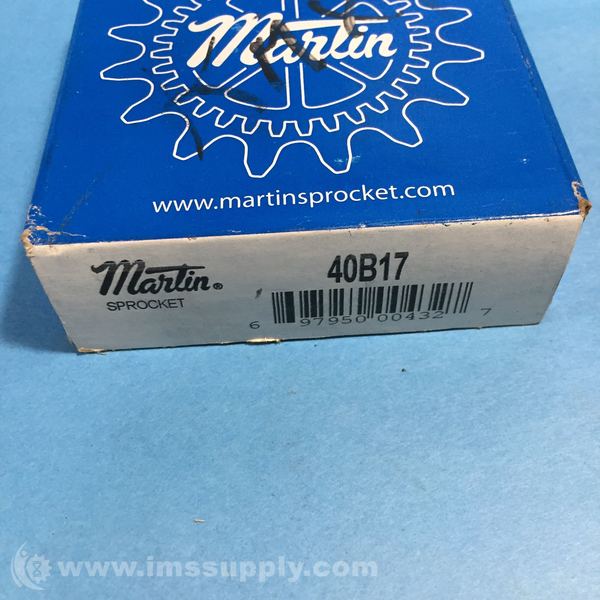 Martin
www.martinsprocket.com
Martin®
SPROCKET
40B17
6 97950 00432 7
www.imssupply.com